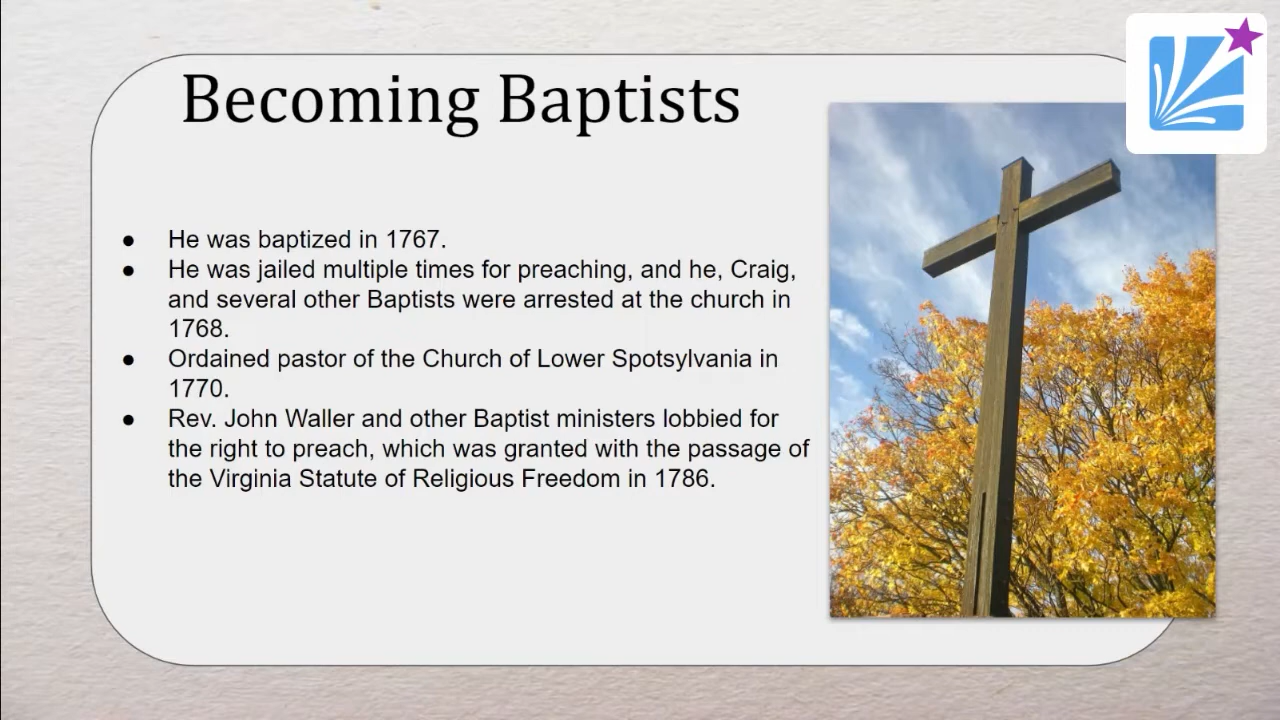 Becoming Baptists
● He was baptized in 1767.
● He was jailed multiple times for preaching, and he, Craig,
and several other Baptists were arrested at the church in
1768.
● Ordained pastor of the Church of Lower Spotsylvania in
1770.
● Rev. John Waller and other Baptist ministers lobbied for
the right to preach, which was granted with the passage of
the Virginia Statute of Religious Freedom in 1786.